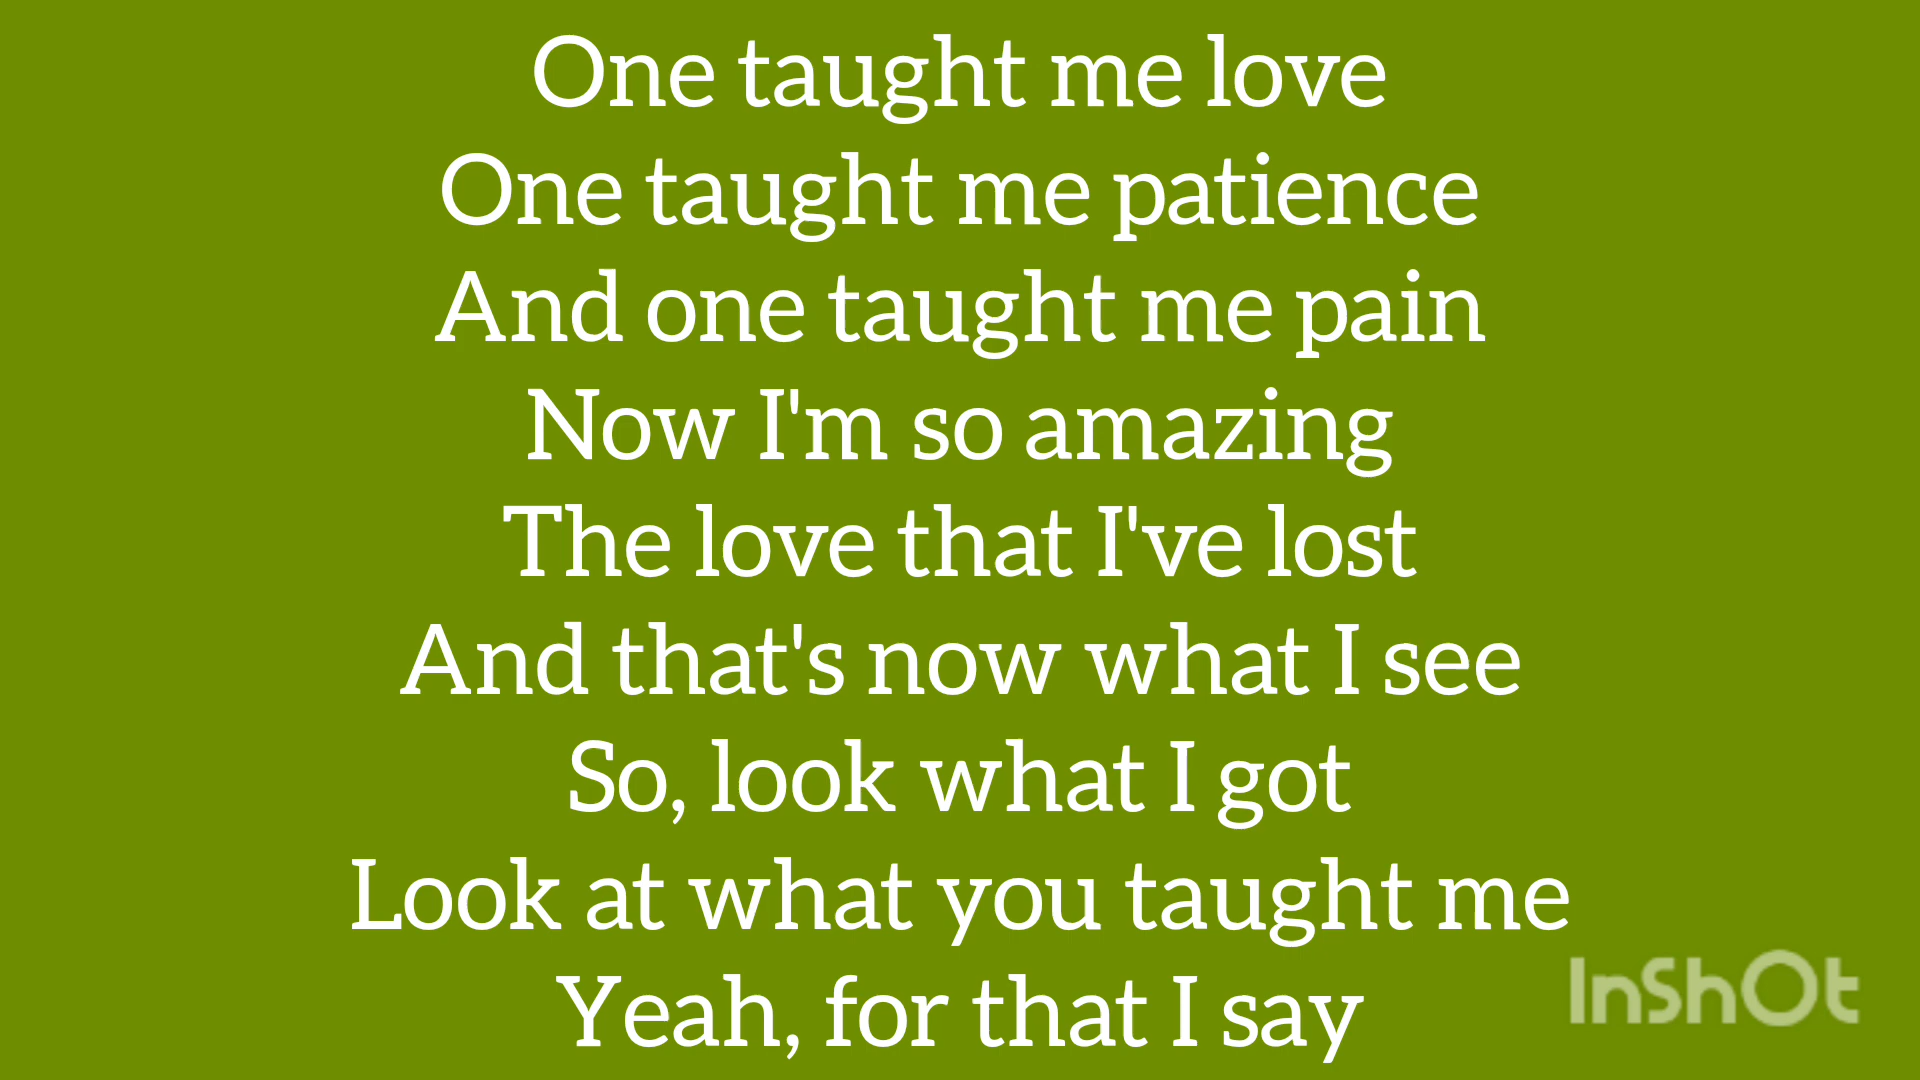 One taught me love
One taught me patience
And one taught me pain
Now I'm so amazing
The love that I've lost
And that's now what I see
So, look what I got
Look at what you taught me
Yeah, for that I say
InShOt